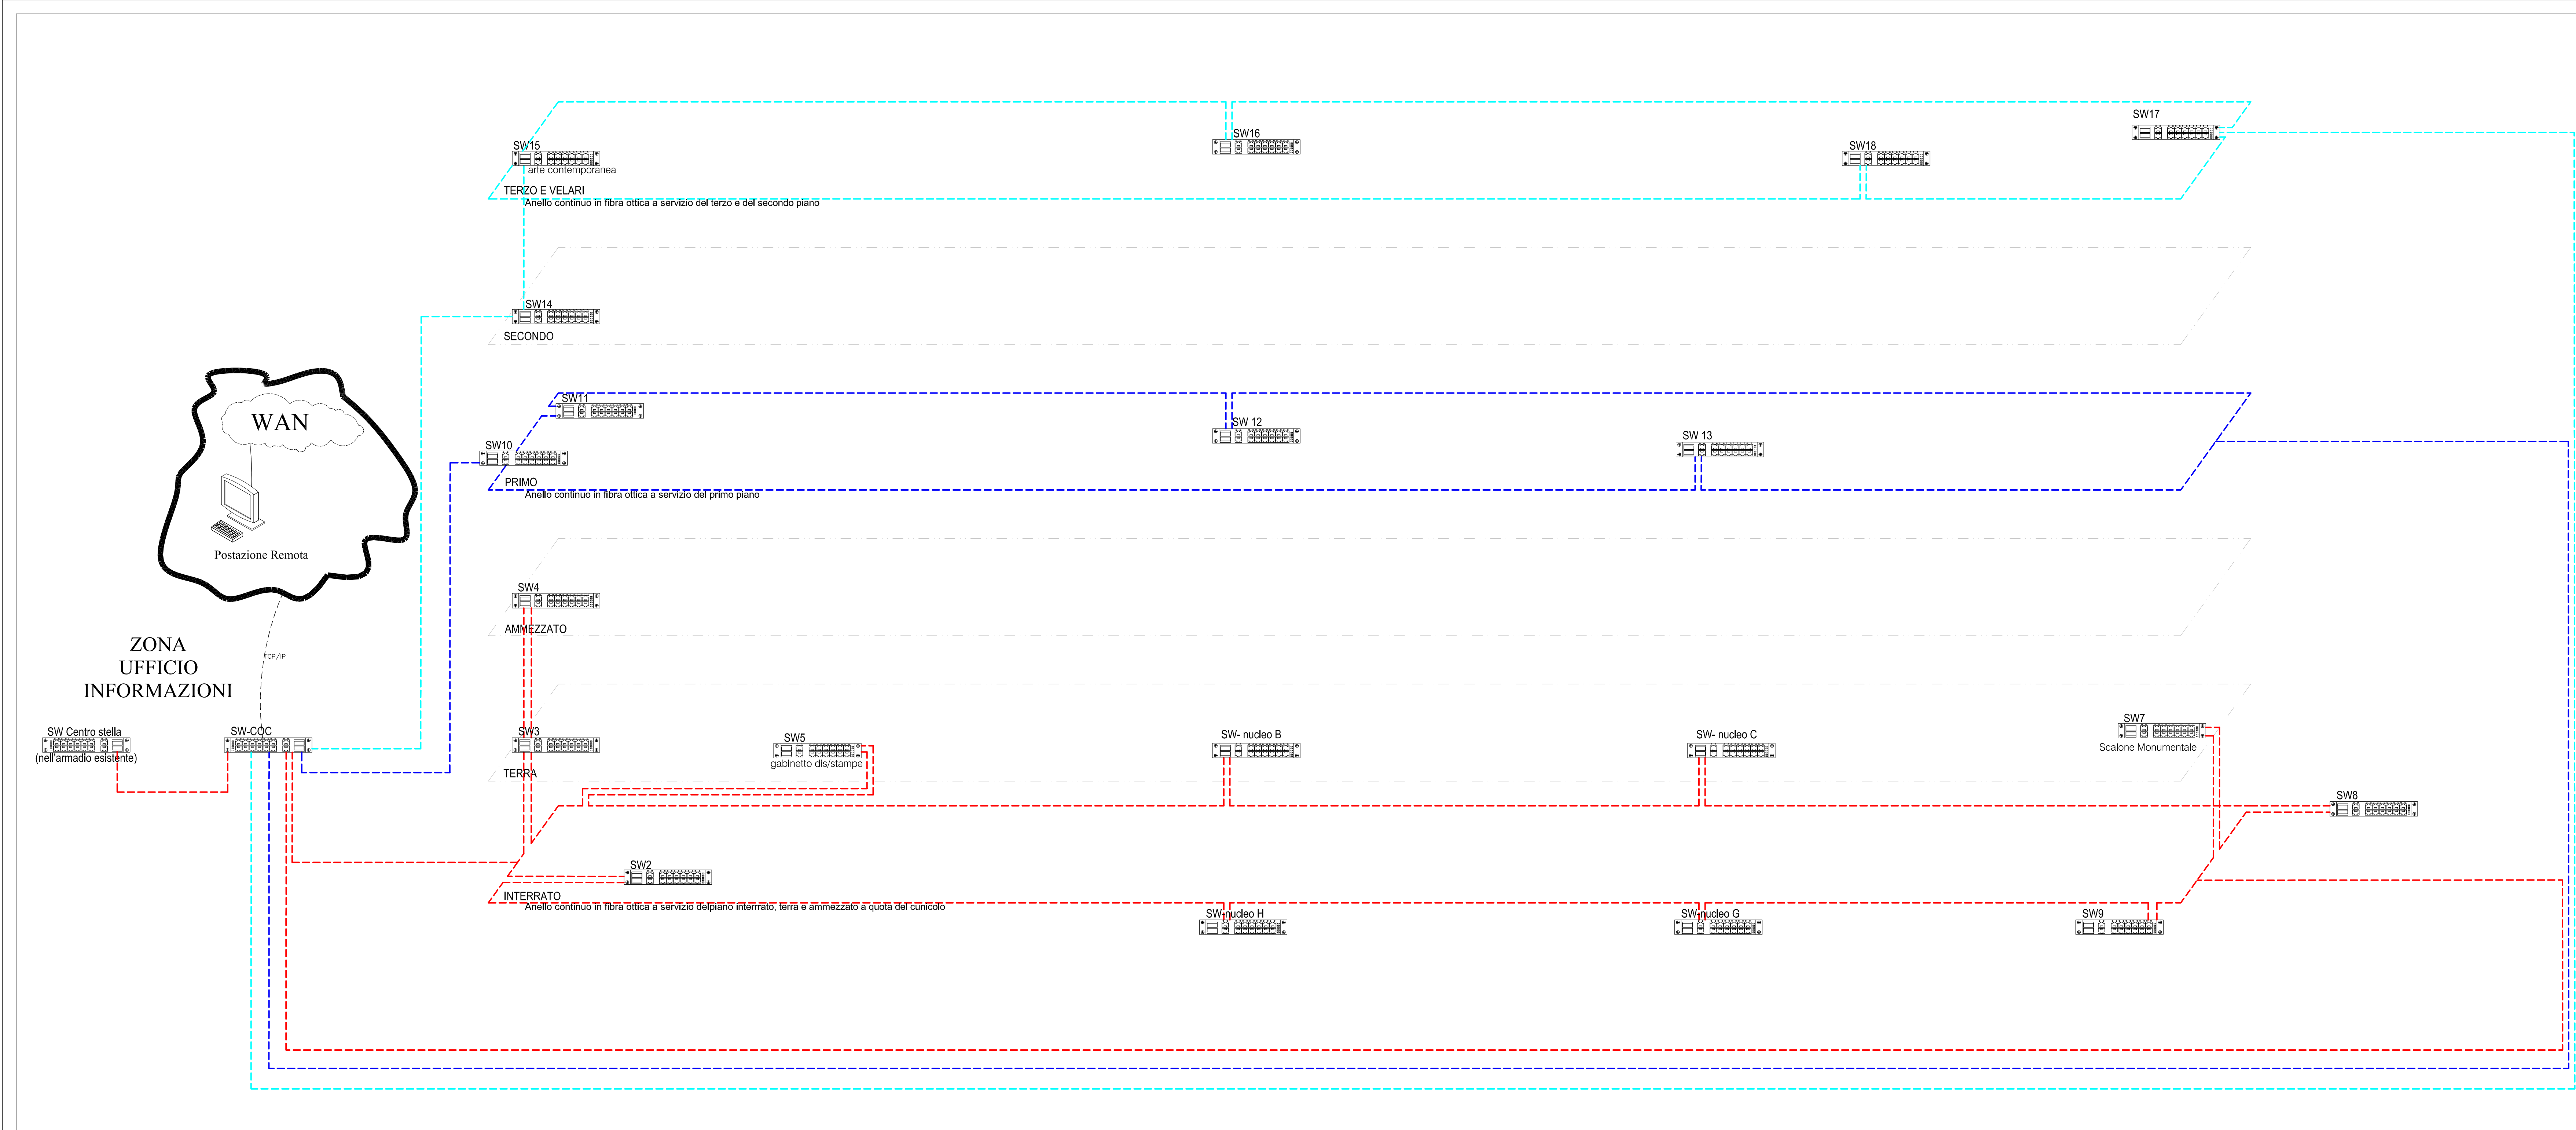 SW17
SW16
SW15
SW18
arte contemporanea
TERZO E VELARI
Anello continuo in fibra ottica a servizio del terzo e del secondo piano
SW14
SECONDO
SW11
WAN
SW 12
SW10
SW 13
PRIMO
Anello continuo in fibra ottica a servizio del primo piano
Postazione Remota
SW4
AMMEZZATO
ZONA
UFFICIO
INFORMAZIONI
TCP/IP
SW Centro stella
(nell'armadio esistente)
SW-COC
SW3
SW5
gabinetto dis/stampe
SW- nucleo B
SW- nucleo C
SW7
Scalone Monumentale
TERRA
SW8
SW2
INTERRATO
Anello continuo in fibra ottica a servizio delpiano interrrato, terra e ammezzato a quota del cunicolo
SW-nucleo H
SW-nucleo G
SW9